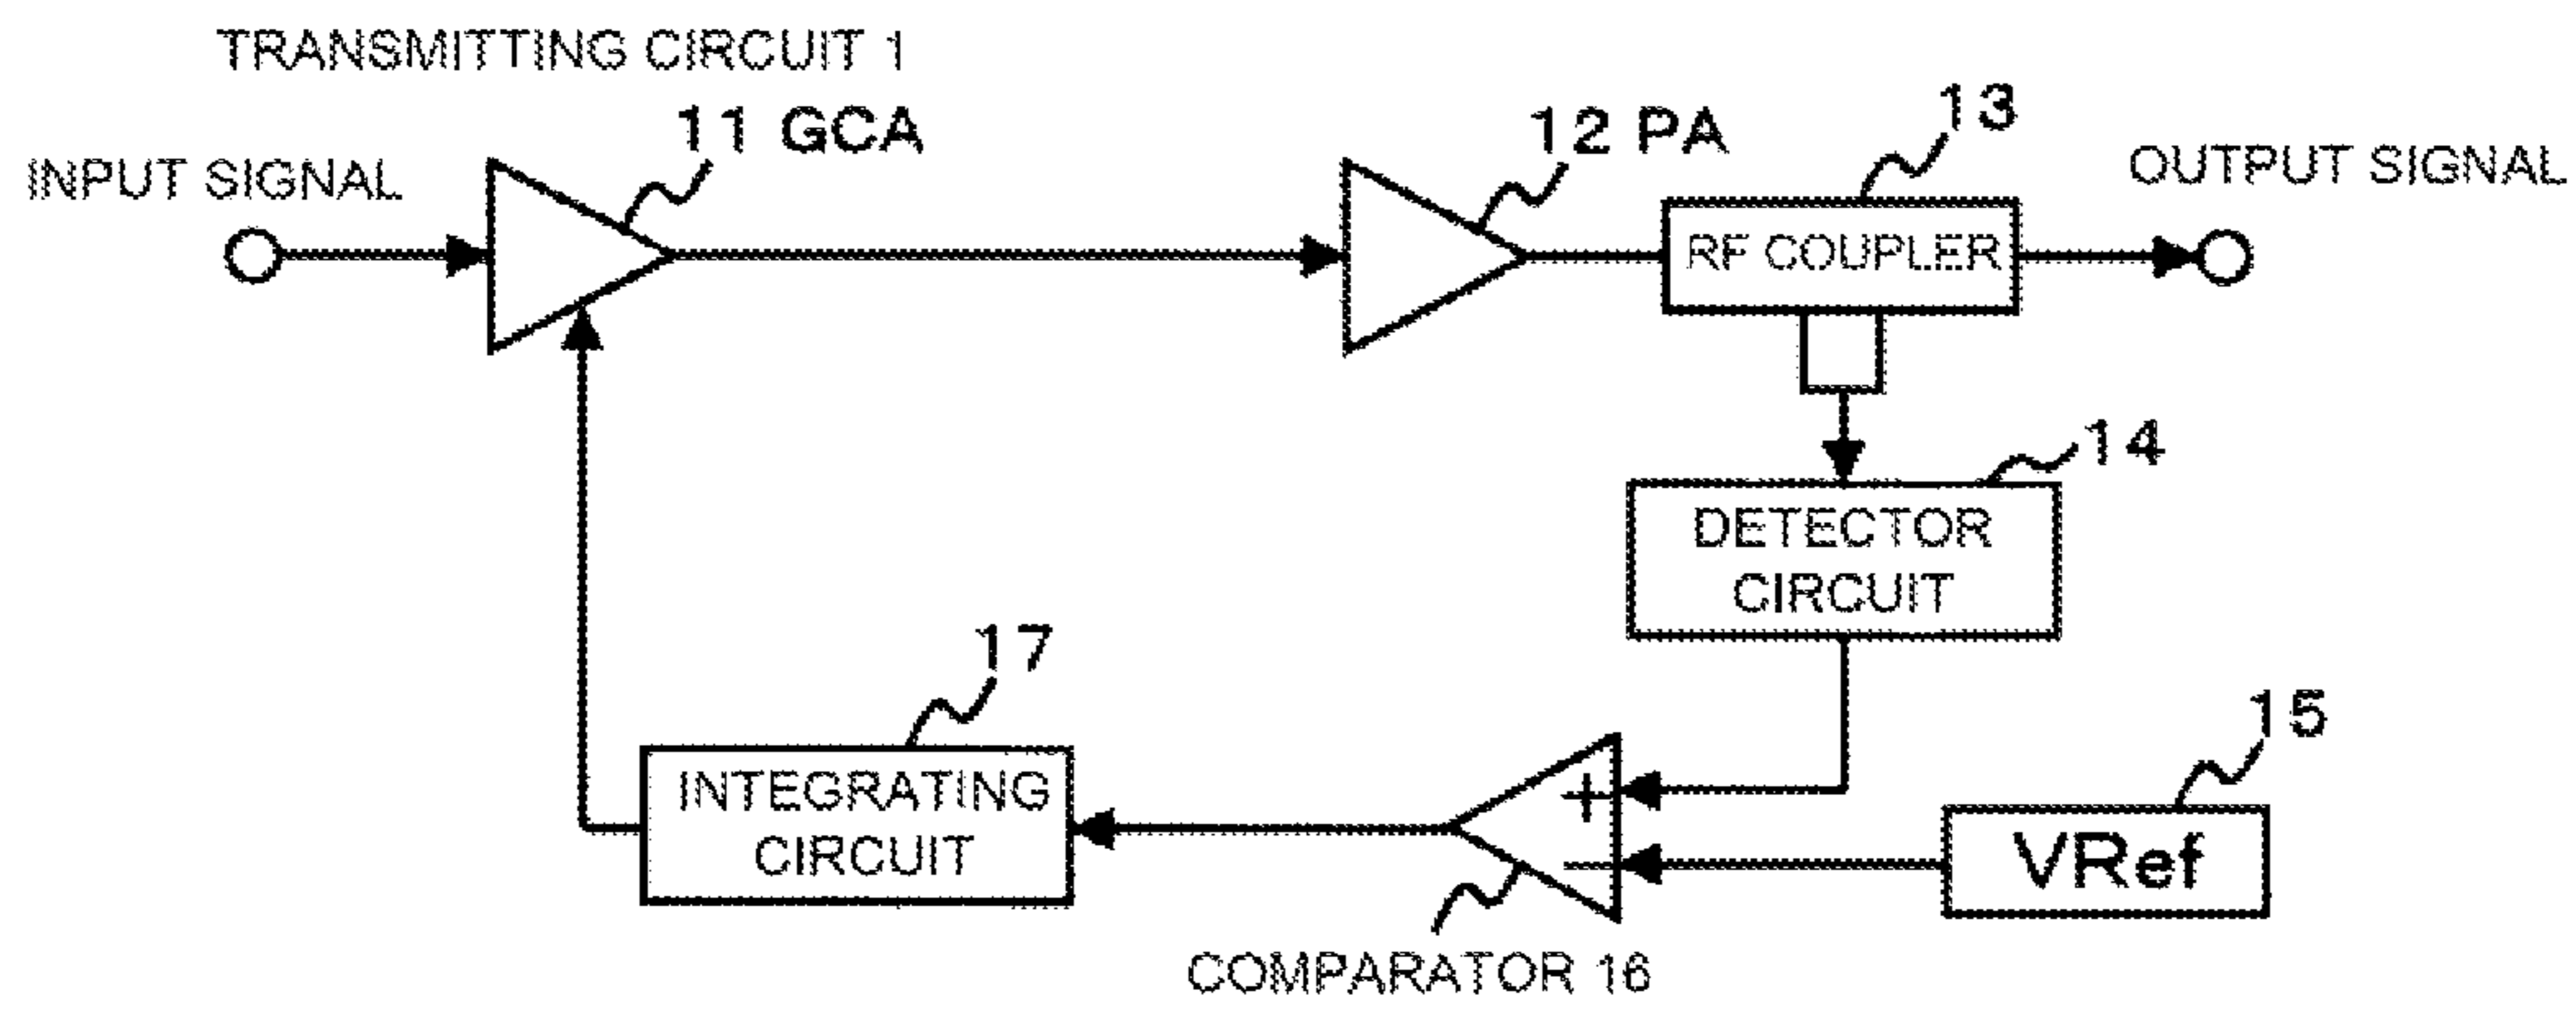 TRANSMITTING CIRCUIT 1
11 GCA
12 PA
13
INPUT SIGNAL
OUTPUT SIGNAL
RF COUPLER
14
DETECTOR
CIRCUIT
17
15
INTEGRATING
CIRCUIT
+
−
VRef
COMPARATOR 16